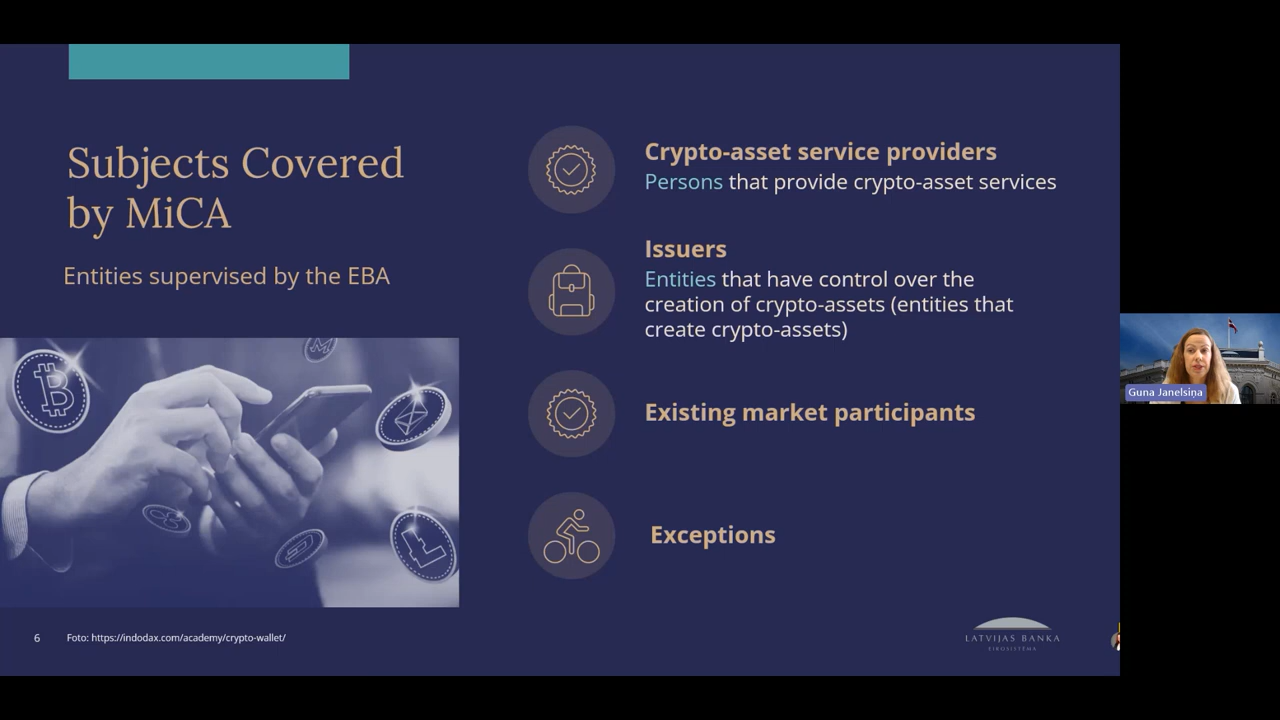 Subjects Covered
by MiCA
Entities supervised by the EBA
Crypto-asset service providers
Persons that provide crypto-asset services
Issuers
Entities that have control over the
creation of crypto-assets (entities that
create crypto-assets)
Existing market participants
Exceptions
Guna Janelsiņa
6
Foto: https://indodax.com/academy/crypto-wallet/
LATVIJAS BANKA
EIROSISTĒMA